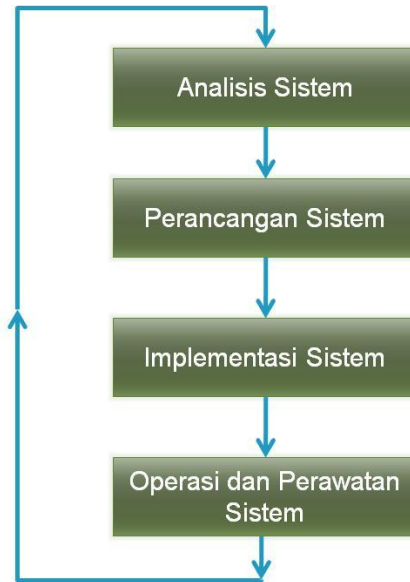 Analisis Sistem
Perancangan Sistem
Implementasi Sistem
Operasi dan Perawatan
Sistem